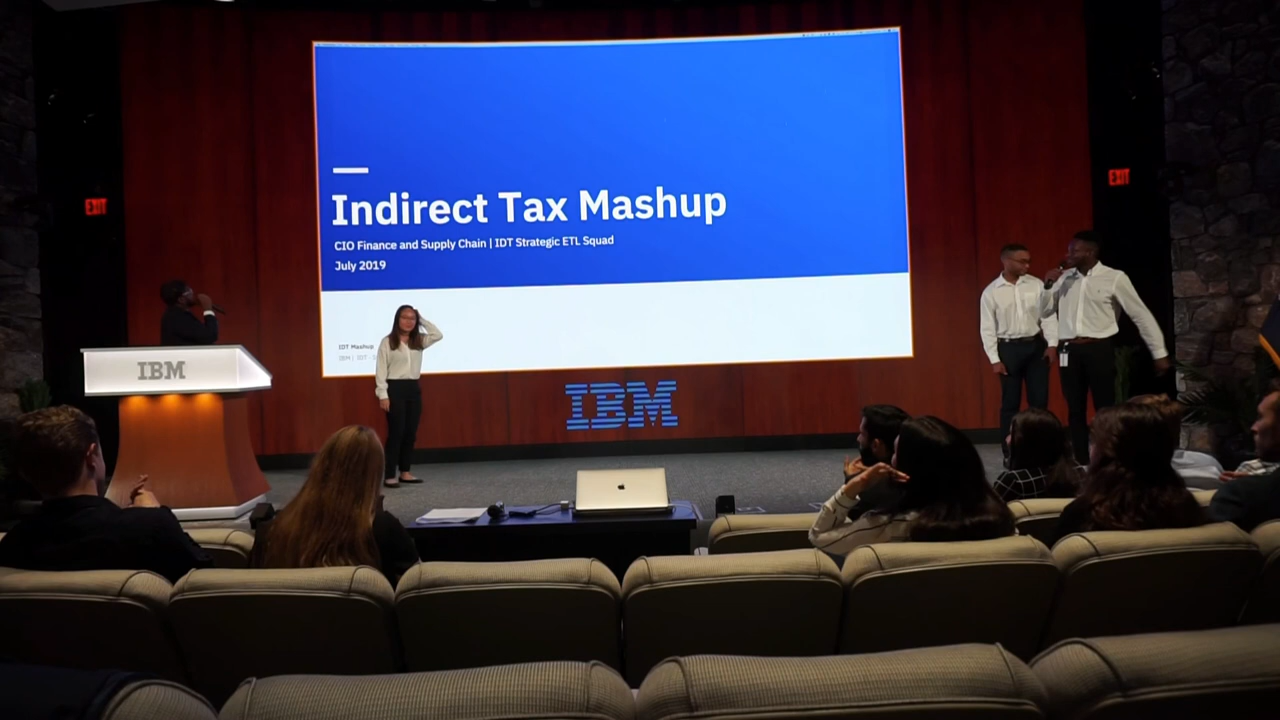 Indirect Tax Mashup
CIO Finance and Supply Chain | IDT Strategic ETL Squad
July 2019
IDT Mashup
EXIT
EXIT
IBM
IBM